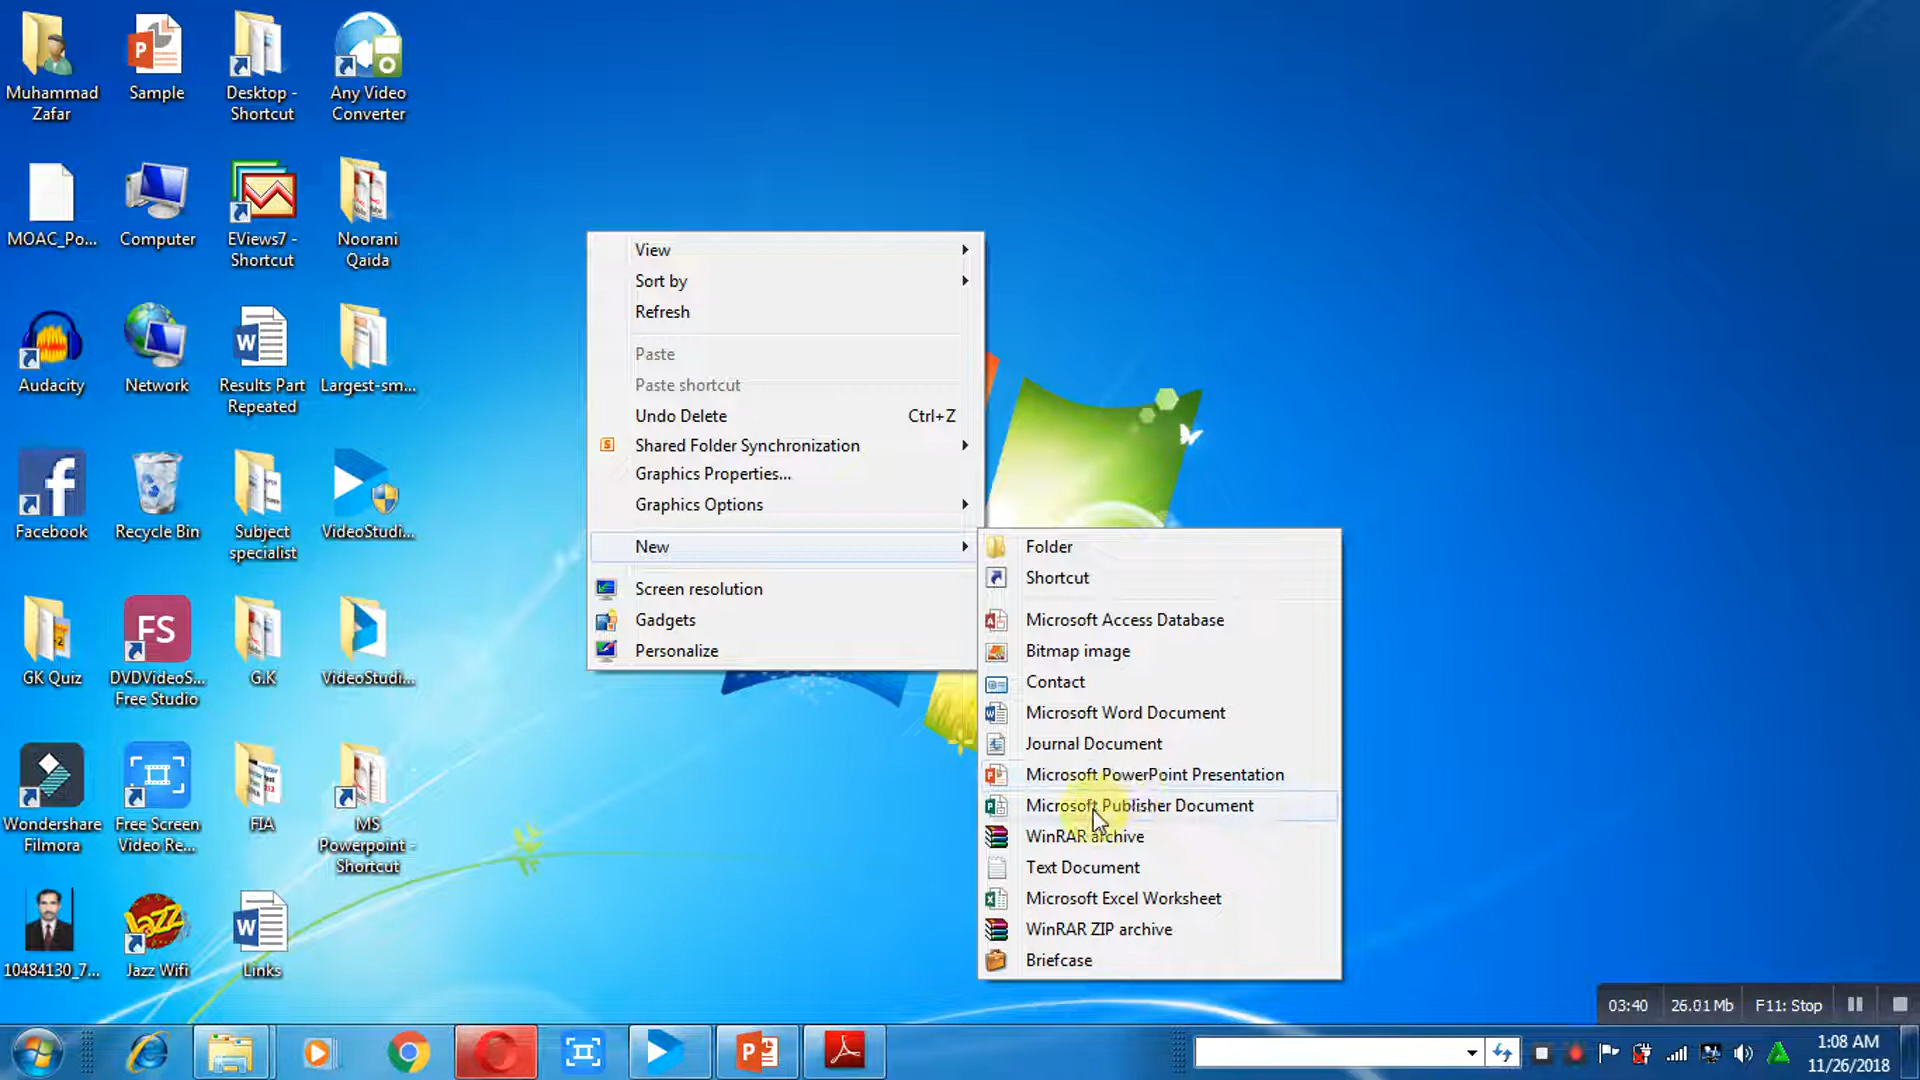 Muhammad
Zafar
Sample
Desktop -
Shortcut
Any Video
Converter
MOAC_Po...
Computer
EViews7 -
Shortcut
Noorani
Qaida
Audacity
Network
Results Part
Repeated
Largest-sm...
Facebook
Recycle Bin
Subject
specialist
VideoStudi...
GK Quiz
FS
DVDVideoS...
Free Studio
G.K
VideoStudi...
Wondershare
Filmora
Free Screen
Video Re...
FIA
MS
Powerpoint -
Shortcut
10484130_7...
Jazz
Jazz Wifi
Links
View
Sort by
Refresh
Paste
Paste shortcut
Undo Delete Ctrl+Z
Shared Folder Synchronization
Graphics Properties...
Graphics Options
New
Screen resolution
Gadgets
Personalize
Folder
Shortcut
Microsoft Access Database
Bitmap image
Contact
Microsoft Word Document
Journal Document
Microsoft PowerPoint Presentation
Microsoft Publisher Document
WinRAR archive
Text Document
Microsoft Excel Worksheet
WinRAR ZIP archive
Briefcase
03:40 26.01 Mb F11: Stop
1:08 AM
11/26/2018